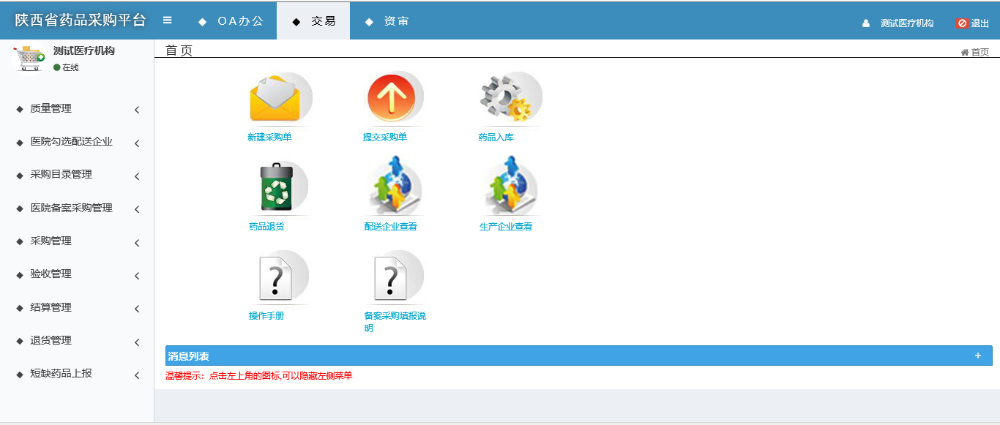 陕西省药品采购平台
OA办公
交易
资审
测试医疗机构
退出
测试医疗机构
在线
首页
首页
质量管理
医院勾选配送企业
采购目录管理
医院备案采购管理
采购管理
验收管理
结算管理
退货管理
短缺药品上报
新建采购单
提交采购单
药品入库
药品退货
配送企业查看
生产企业查看
操作手册
备案采购填报说
明
消息列表
+
温馨提示：点击左上角的图标,可以隐藏左侧菜单